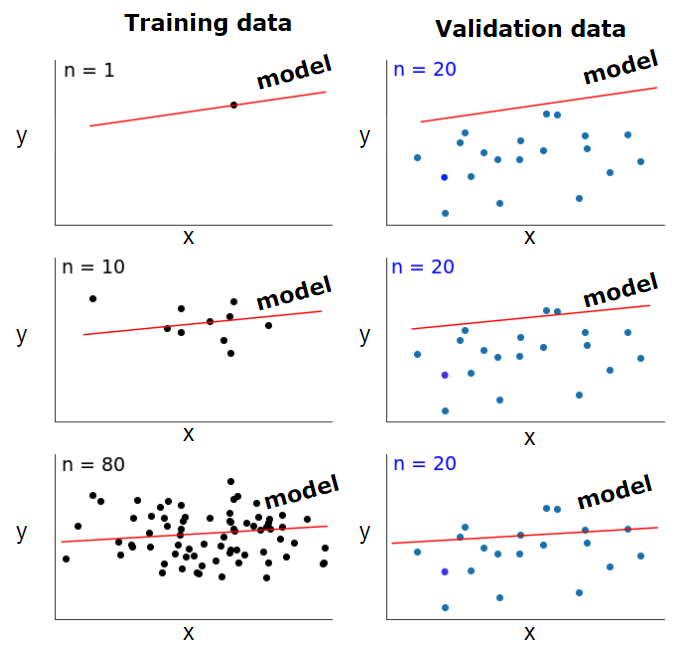 Training data
Validation data
n = 1
model
y
x
n = 20
model
y
x
n = 10
model
y
x
n = 20
model
y
x
n = 80
model
y
x
n = 20
model
y
x